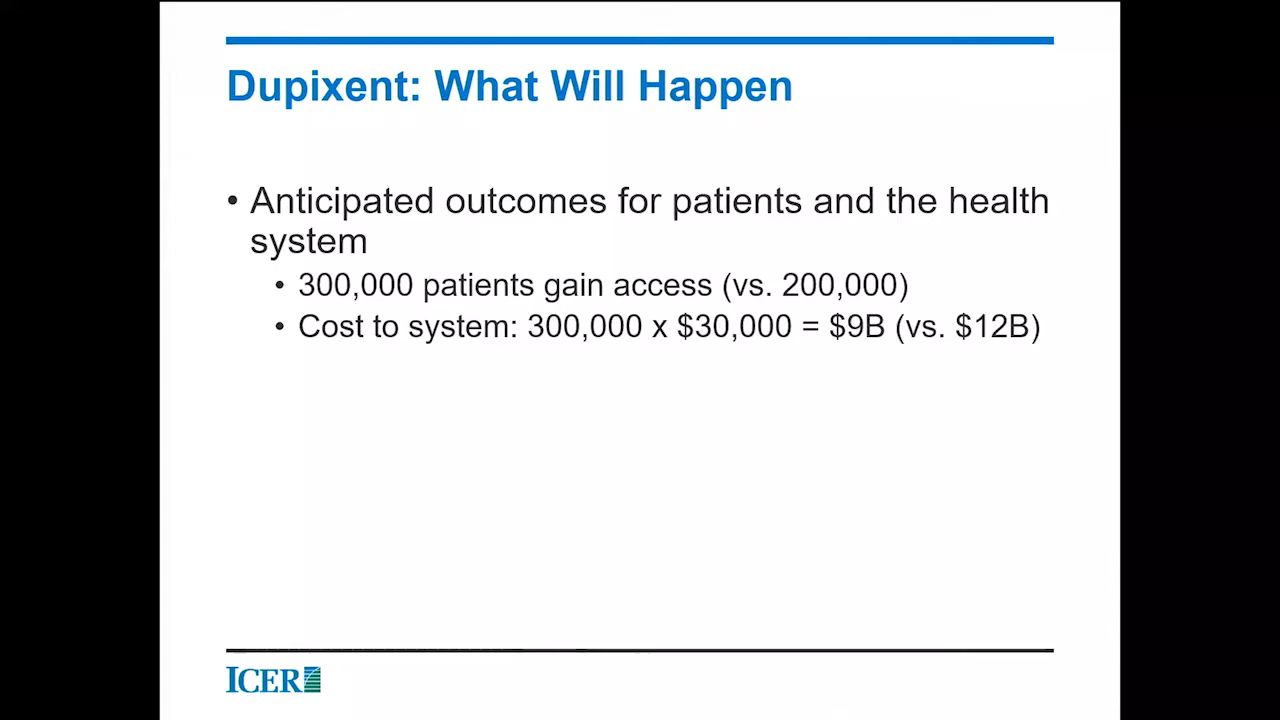 Dupixent: What Will Happen
• Anticipated outcomes for patients and the health
system
• 300,000 patients gain access (vs. 200,000)
• Cost to system: 300,000 x $30,000 = $9B (vs. $12B)
ICER